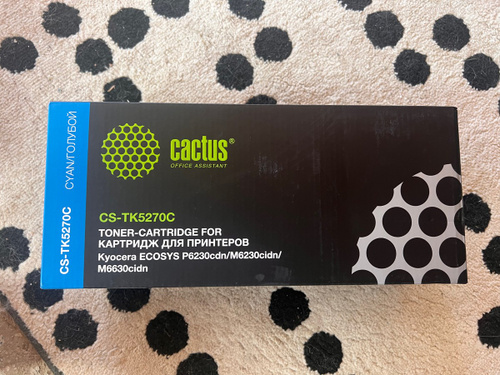 CS-TK5270C CYAN/ГОЛУБОЙ
cactus®
OFFICE ASSISTANT
CS-TK5270C
TONER-CARTRIDGE FOR
КАРТРИДЖ ДЛЯ ПРИНТЕРОВ
Kyocera ECOSYS P6230cdn/M6230cidn/
M6630cidn